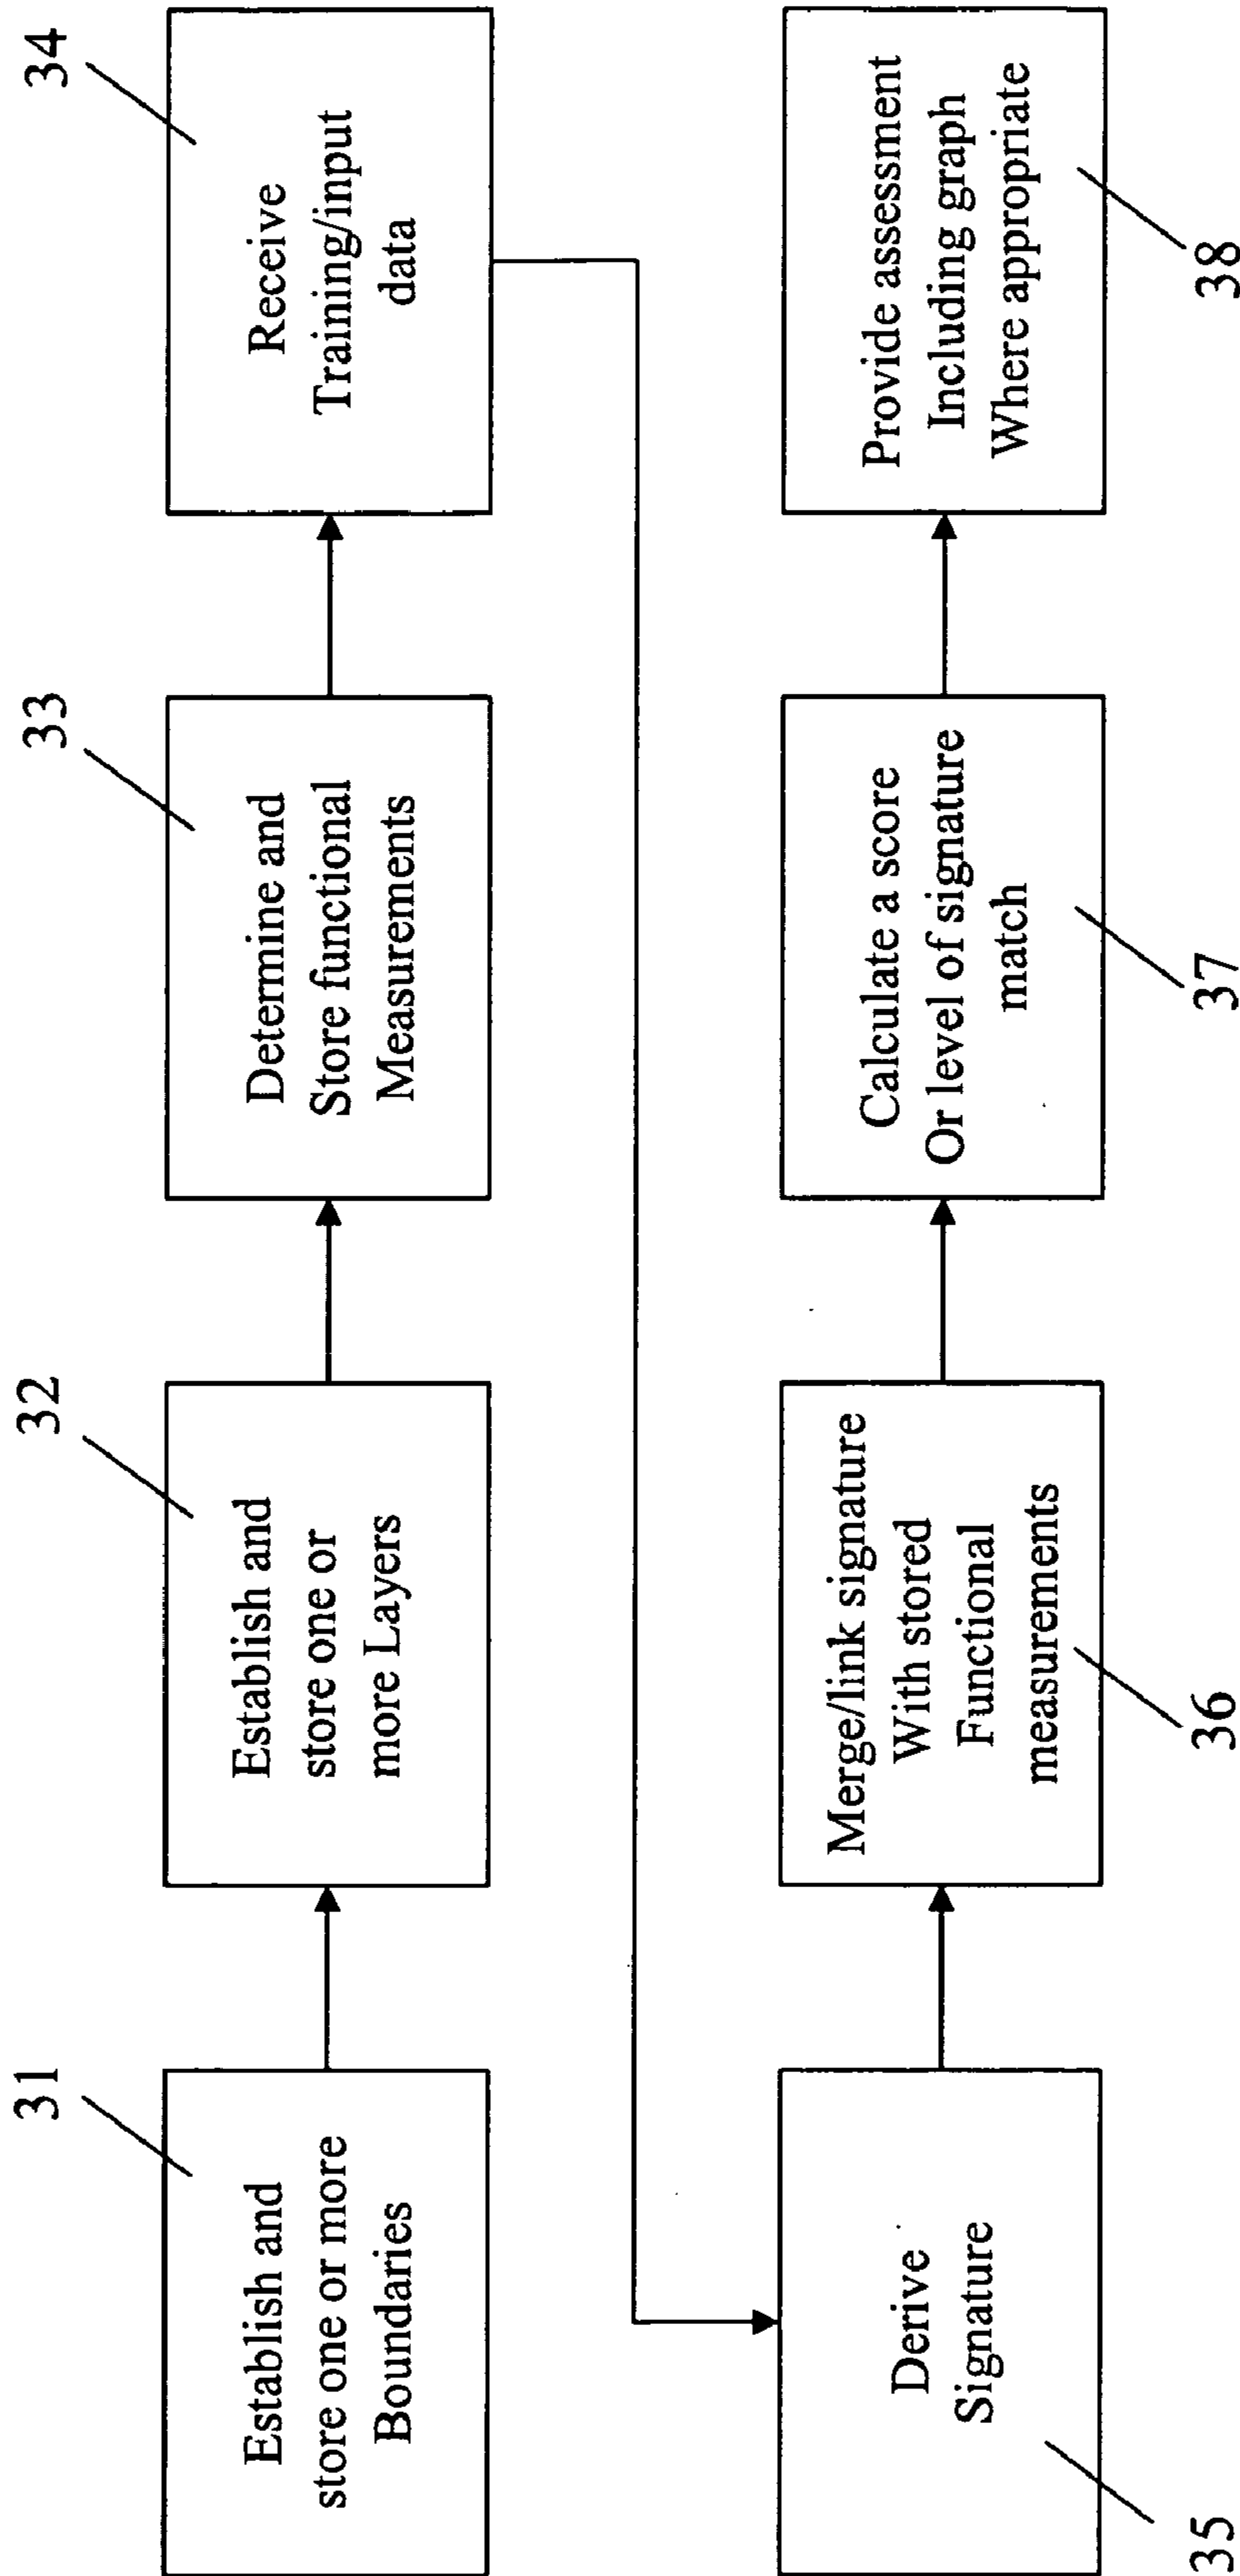 31
Establish and
store one or more
Boundaries
32
Establish and
store one or
more Layers
33
Determine and
Store functional
Measurements
34
Receive
Training/input
data
Derive
Signature
35
Merge/link signature
With stored
Functional
measurements
36
Calculate a score
Or level of signature
match
37
Provide assessment
Including graph
Where appropriate
38